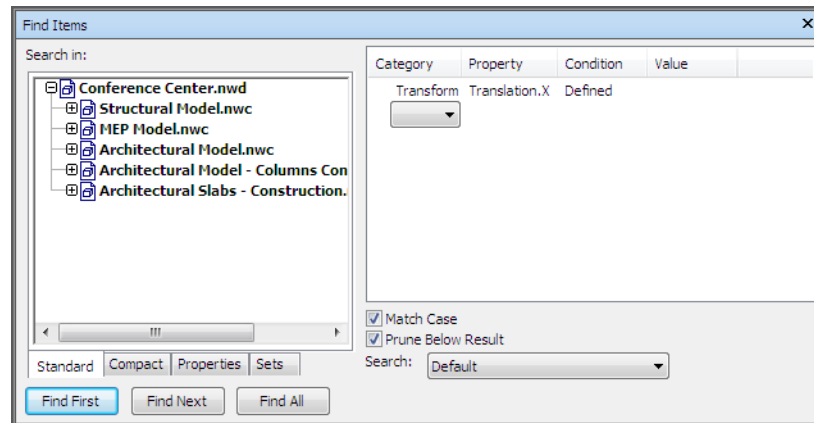 Find Items
Search in:
Conference Center.nwd
Structural Model.nwc
MEP Model.nwc
Architectural Model.nwc
Architectural Model - Columns Con
Architectural Slabs - Construction.
Standard Compact Properties Sets
Find First Find Next Find All
Category Property Condition Value
Transform Translation.X Defined
Match Case
Prune Below Result
Search: Default